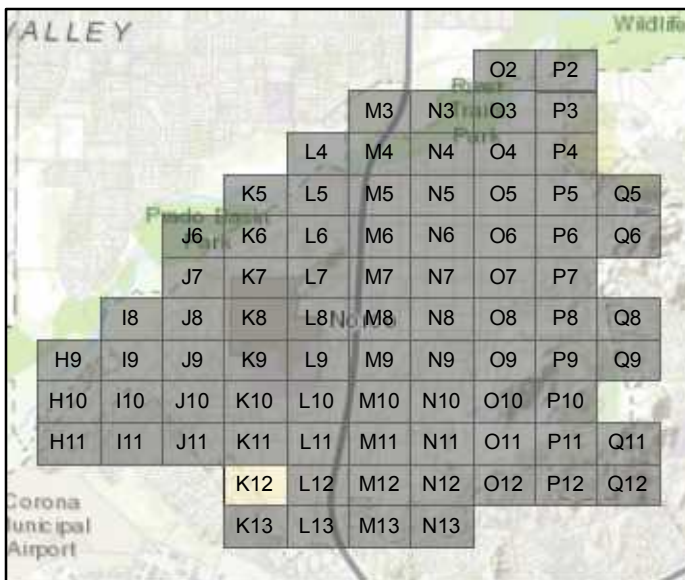 VALLEY
Wildlife
O2 P2
River
M3 N3 O3 P3
Trails
Park
L4 M4 N4 O4 P4
K5 L5 M5 N5 O5 P5 Q5
Prado Basin
Park
J6 K6 L6 M6 N6 O6 P6 Q6
J7 K7 L7 M7 N7 O7 P7
I8 J8 K8 L8 M8 N8 O8 P8 Q8
Norco
H9 I9 J9 K9 L9 M9 N9 O9 P9 Q9
H10 I10 J10 K10 L10 M10 N10 O10 P10
H11 I11 J11 K11 L11 M11 N11 O11 P11 Q11
K12 L12 M12 N12 O12 P12 Q12
Corona
Municipal
Airport
K13 L13 M13 N13